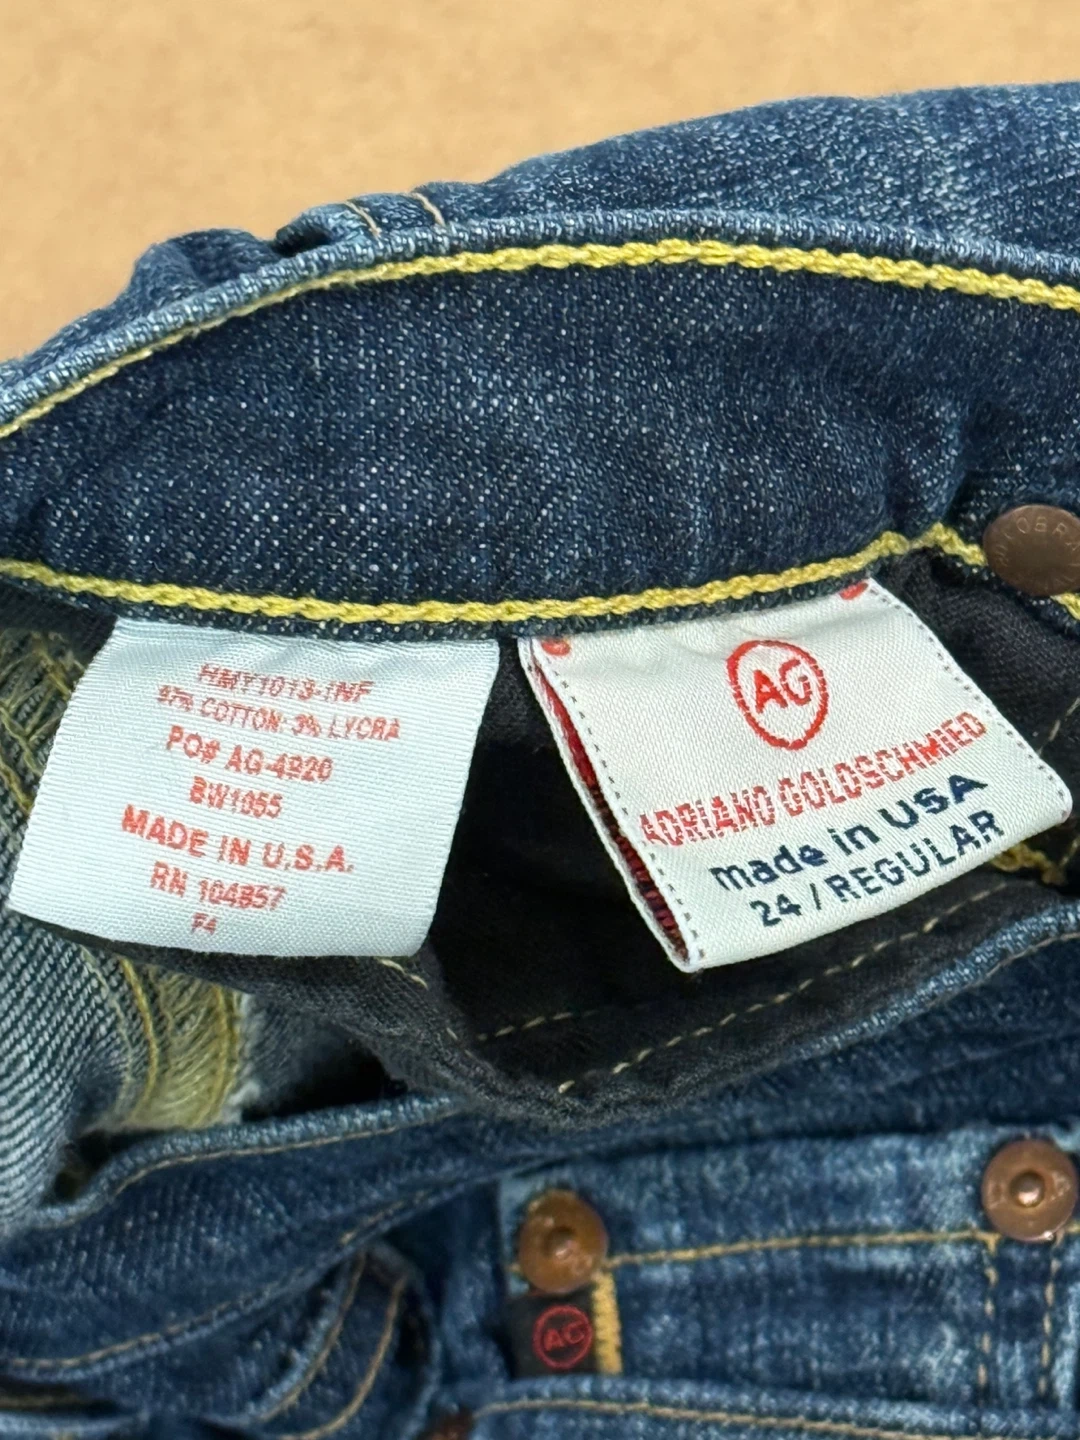 HMY1013-INF
97% COTTON: 3% LYCRA
PO# AG-4920
BW1055
MADE IN U.S.A.
RN 104857
F4
AG
ADRIANO GOLDSCHMIED
made in USA
24 / REGULAR
AG